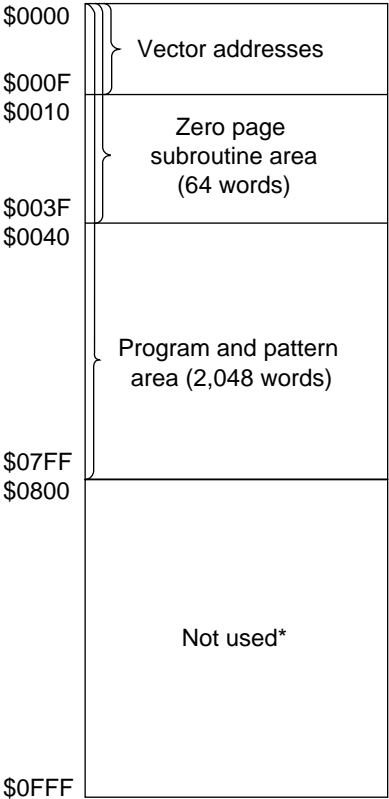 $0000
Vector addresses
$000F
$0010
Zero page
subroutine area
(64 words)
$003F
$0040
Program and pattern
area (2,048 words)
$07FF
$0800
Not used*
$0FFF